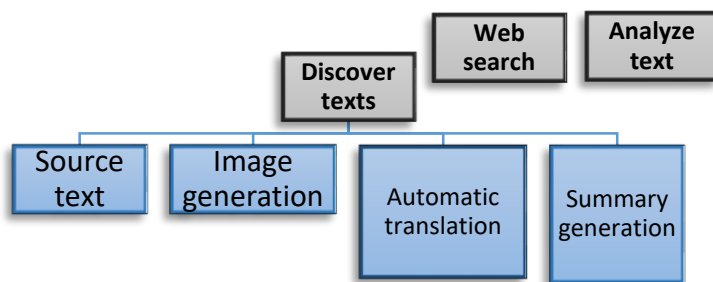 Web
search
Analyze
text
Discover
texts
Source
text
Image
generation
Automatic
translation
Summary
generation